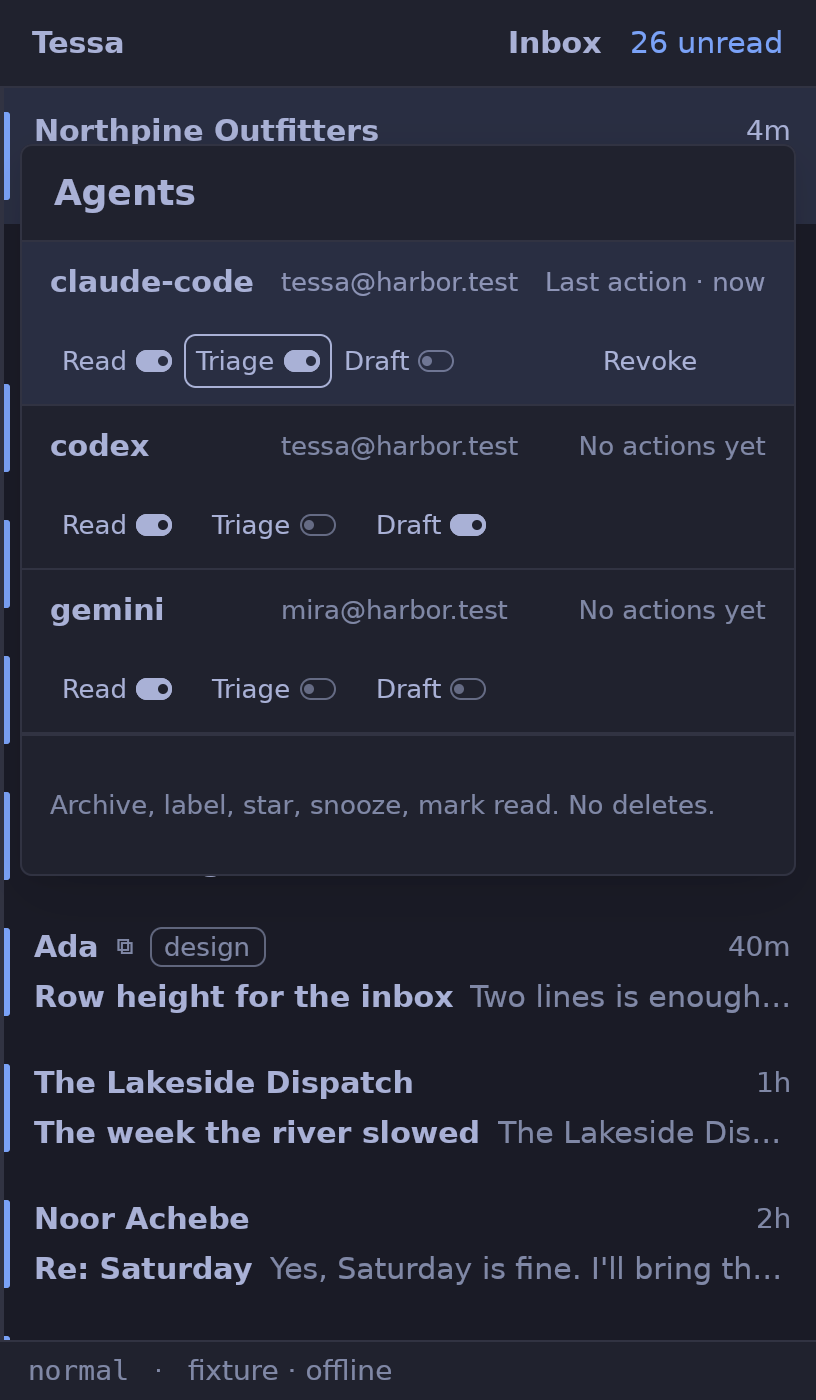 Tessa Inbox 26 unread
Northpine Outfitters 4m
Agents
claude-code tessa@harbor.test Last action · now
Read Triage Draft Revoke
codex tessa@harbor.test No actions yet
Read Triage Draft
gemini mira@harbor.test No actions yet
Read Triage Draft
Archive, label, star, snooze, mark read. No deletes.
Ada design 40m
Row height for the inbox Two lines is enough…
The Lakeside Dispatch 1h
The week the river slowed The Lakeside Dis…
Noor Achebe 2h
Re: Saturday Yes, Saturday is fine. I'll bring th…
normal · fixture · offline